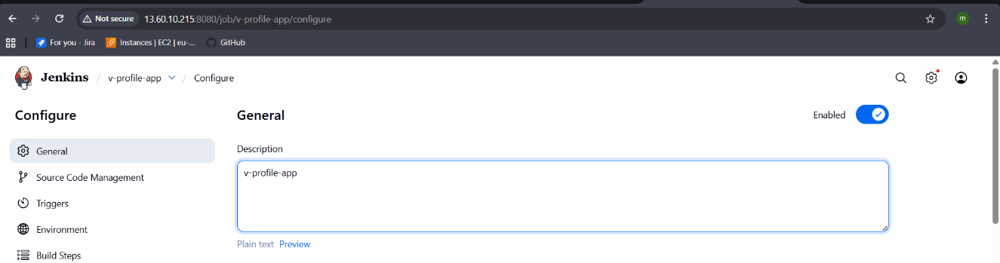 Not secure 13.60.10.215:8080/job/v-profile-app/configure
m
For you - Jira Instances | EC2 | eu-... GitHub
Jenkins / v-profile-app / Configure
Configure
General
Enabled
General
Description
Source Code Management
v-profile-app
Triggers
Environment
Plain text Preview
Build Steps